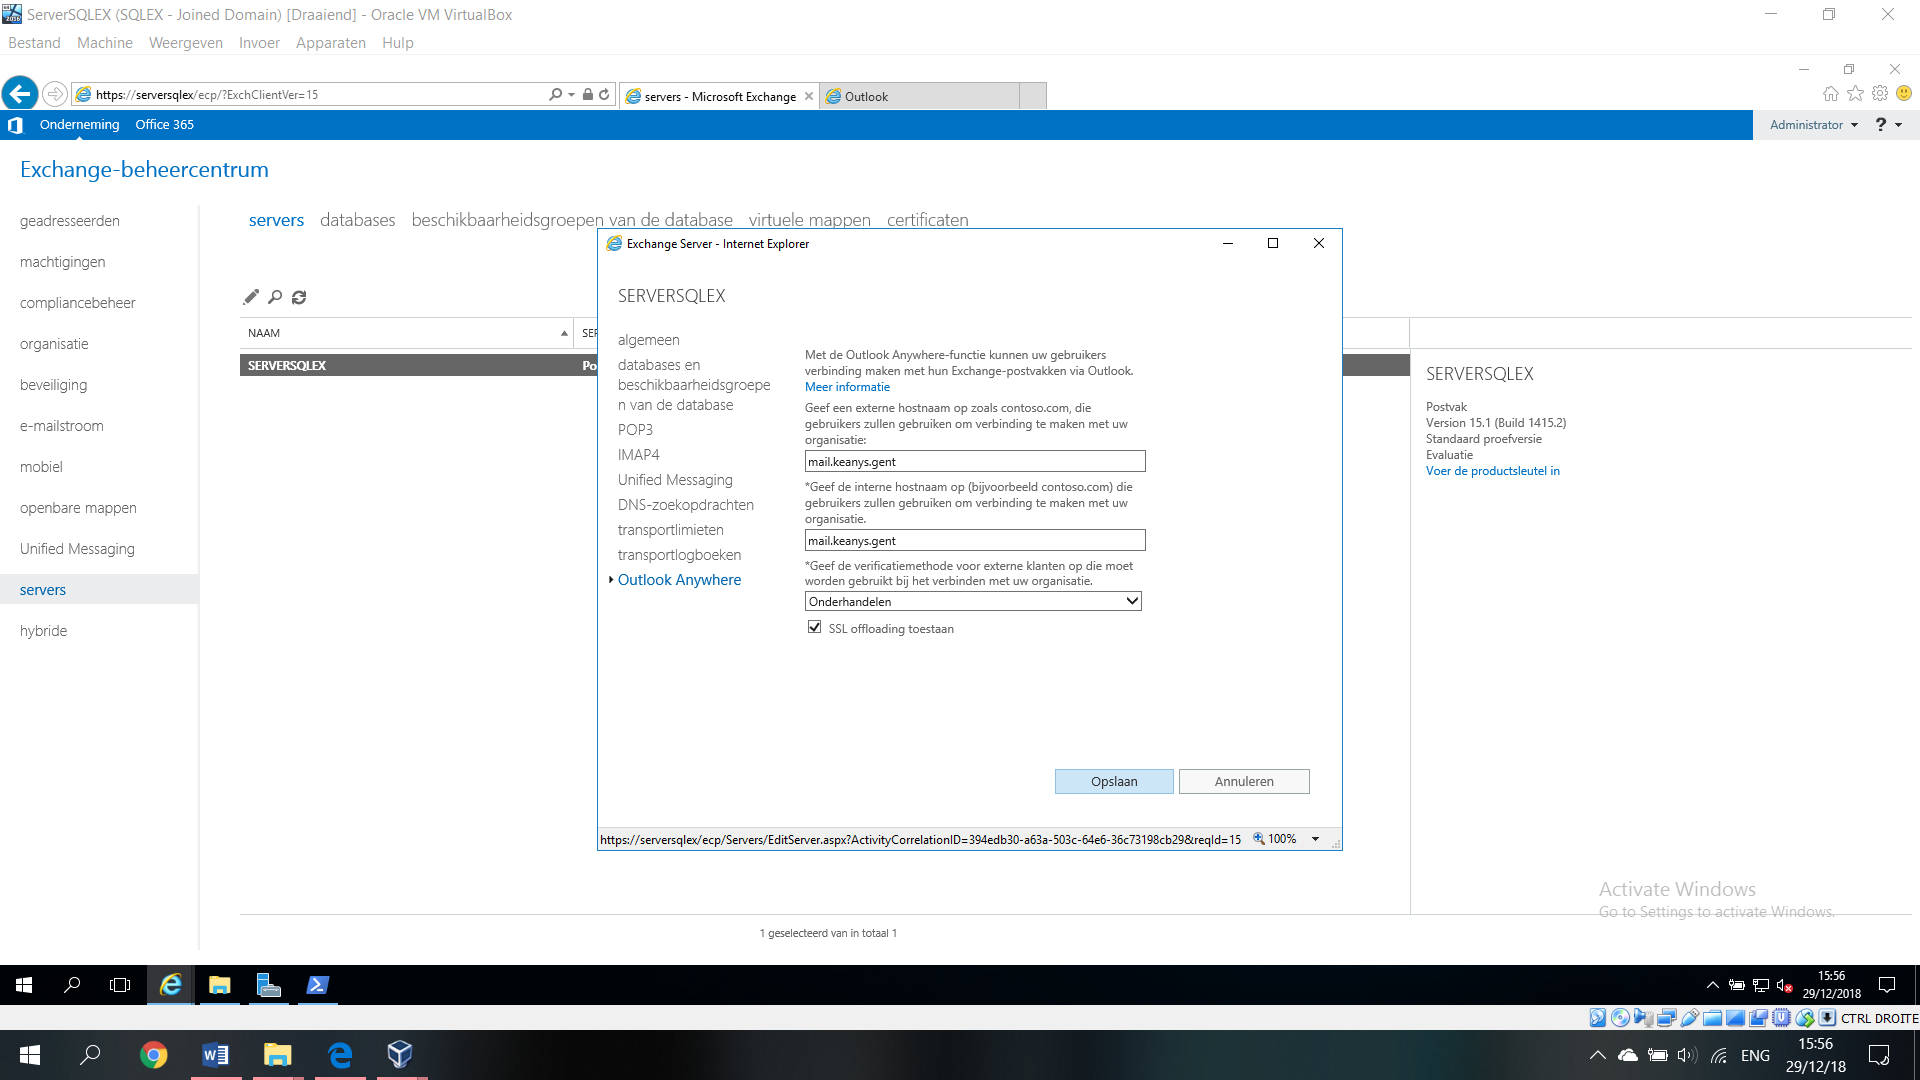 ServerSQLEX (SQLEX - Joined Domain) [Draaiend] - Oracle VM VirtualBox
Bestand Machine Weergeven Invoer Apparaten Hulp
https://serversqlex/ecp/?ExchClientVer=15
servers - Microsoft Exchange
Outlook
Onderneming Office 365
Administrator ?
Exchange-beheercentrum
geadresseerden
machtigingen
compliancebeheer
organisatie
beveiliging
e-mailstroom
mobiel
openbare mappen
Unified Messaging
servers
hybride
servers databases beschikbaarheidsgroepen van de database virtuele mappen certificaten
NAAM
SER
SERVERSQLEX
Po
Exchange Server - Internet Explorer
SERVERSQLEX
algemeen
databases en
beschikbaarheidsgroepe
n van de database
POP3
IMAP4
Unified Messaging
DNS-zoekopdrachten
transportlimieten
transportlogboeken
Outlook Anywhere
Met de Outlook Anywhere-functie kunnen uw gebruikers
verbinding maken met hun Exchange-postvakken via Outlook.
Meer informatie
Geef een externe hostnaam op zoals contoso.com, die
gebruikers zullen gebruiken om verbinding te maken met uw
organisatie:
mail.keanys.gent
*Geef de interne hostnaam op (bijvoorbeeld contoso.com) die
gebruikers zullen gebruiken om verbinding te maken met uw
organisatie.
mail.keanys.gent
*Geef de verificatiemethode voor externe klanten op die moet
worden gebruikt bij het verbinden met uw organisatie.
Onderhandelen
SSL offloading toestaan
Opslaan
Annuleren
https://serversqlex/ecp/Servers/EditServer.aspx?ActivityCorrelationID=394edb30-a63a-503c-64e6-36c73198cb29&reqId=15
100%
SERVERSQLEX
Postvak
Version 15.1 (Build 1415.2)
Standaard proefversie
Evaluatie
Voer de productsleutel in
Activate Windows
Go to Settings to activate Windows.
1 geselecteerd van in totaal 1
15:56
29/12/2018
CTRL DROITE
ENG
15:56
29/12/18